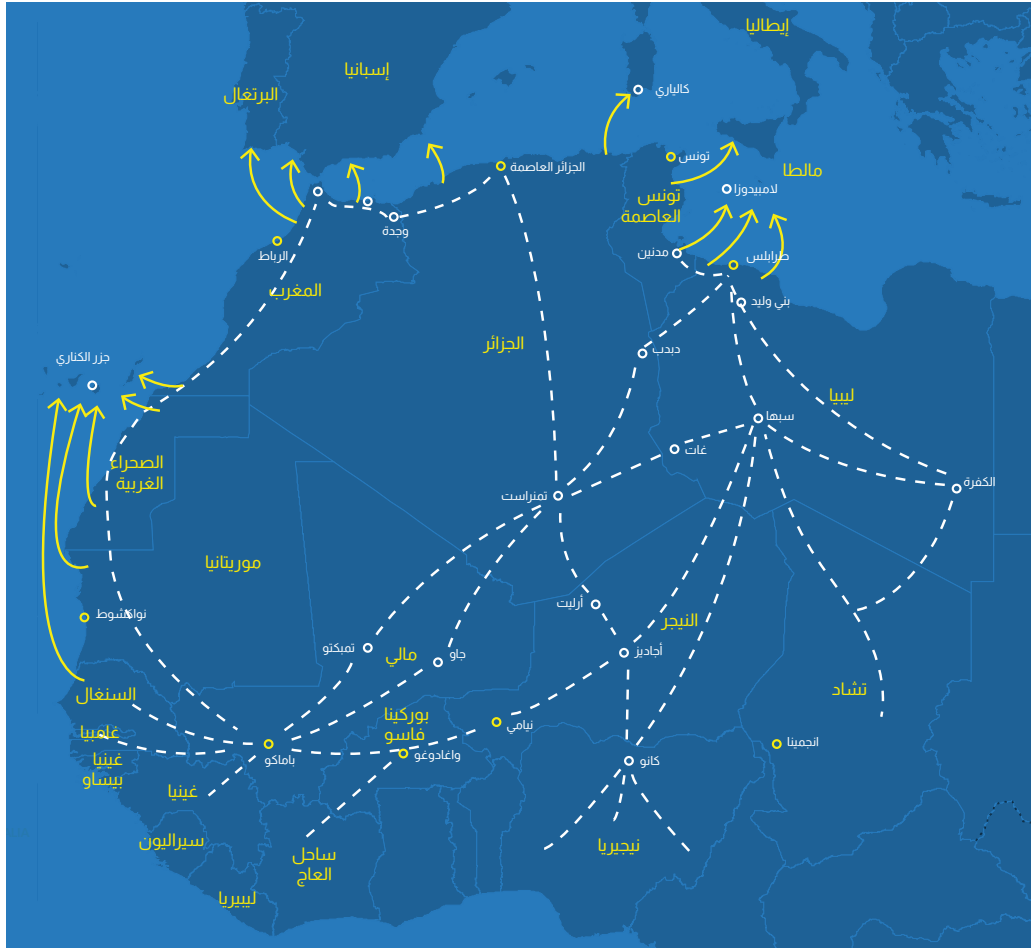 إيطاليا
إسبانيا
البرتغال
كالياري
تونس
الجزائر العاصمة
مالطا
لامبيدوزا
تونس
العاصمة
وجدة
الرباط
مدنين
طرابلس
المغرب
بني وليد
الجزائر
دبدب
جزر الكناري
ليبيا
سبها
غات
الصحراء
الغربية
الكفرة
تمنراست
موريتانيا
أرليت
نواكشوط
النيجر
تمبكتو
مالي
جاو
أجاديز
تشاد
السنغال
بوركينا
فاسو
نيامي
غامبيا
انجمينا
باماكو
واغادوغو
غينيا
بيساو
كانو
غينيا
سيراليون
نيجيريا
ساحل
العاج
ليبيريا